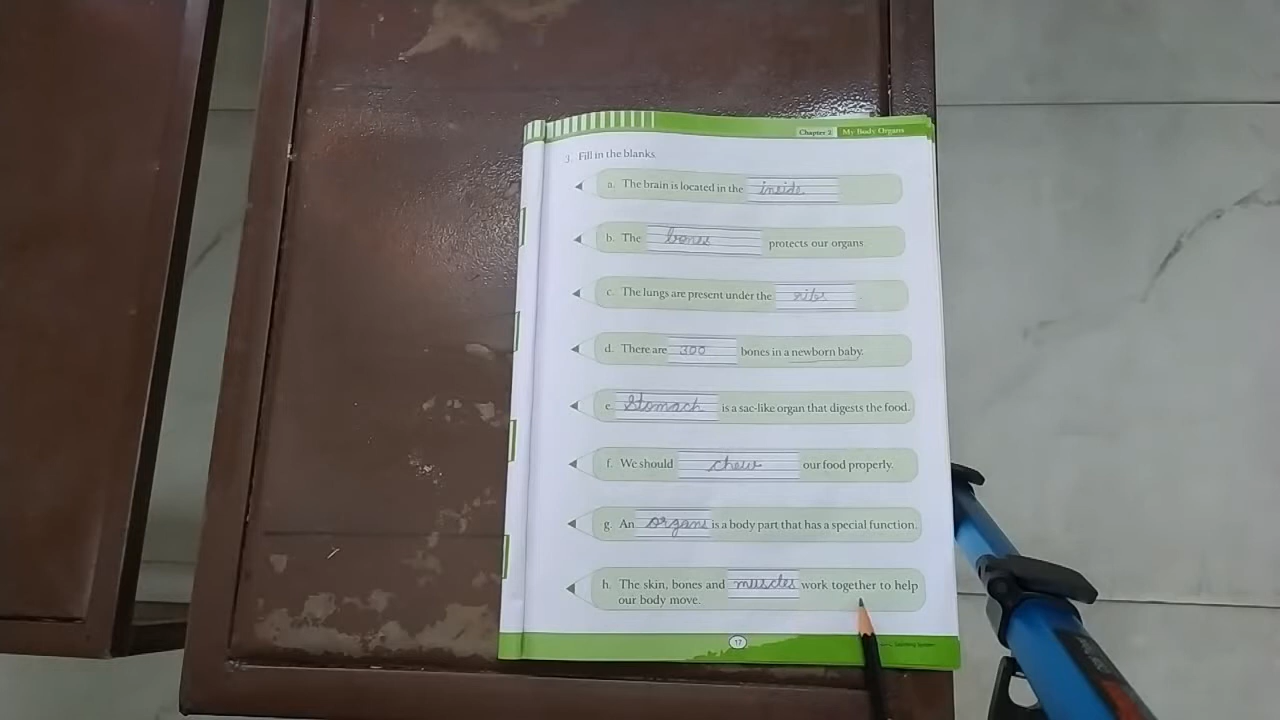 Chapter 2 My Body Organs
3. Fill in the blanks.
a. The brain is located in the inside
b. The bones protects our organs
c. The lungs are present under the ribs
d. There are 300 bones in a newborn baby.
e. Stomach is a sac-like organ that digests the food.
f. We should chew our food properly.
g. An organs is a body part that has a special function.
h. The skin, bones and muscles work together to help
our body move.
17
Learning System